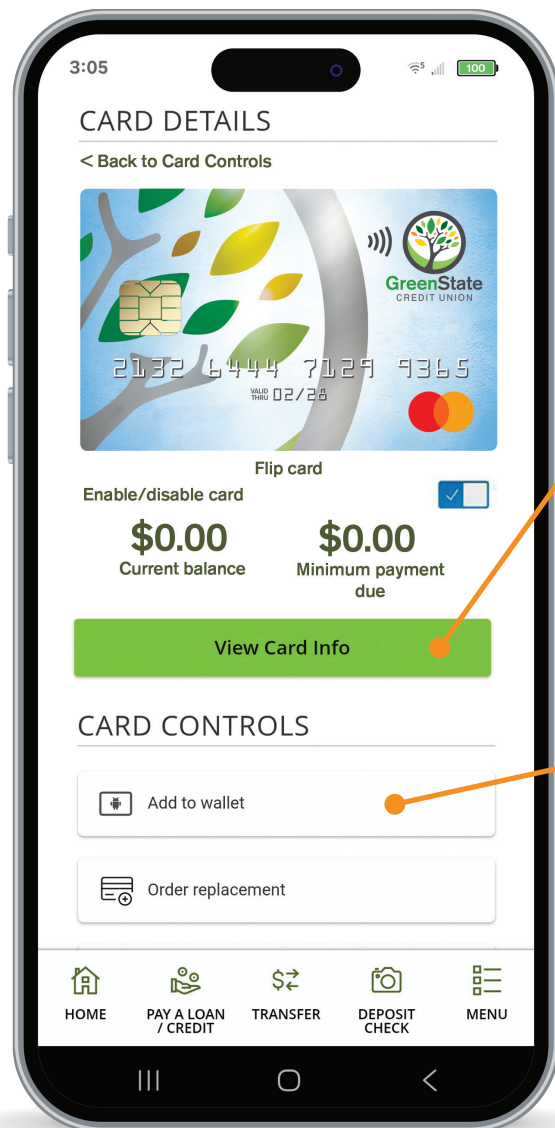 3:05
5
100
CARD DETAILS
< Back to Card Controls
GreenState
CREDIT UNION
2132 6444 7129 9365
VALID THRU 02/28
Flip card
Enable/disable card
$0.00 $0.00
Current balance Minimum payment
due
View Card Info
CARD CONTROLS
Add to wallet
Order replacement
HOME PAY A LOAN TRANSFER DEPOSIT MENU
/ CREDIT CHECK